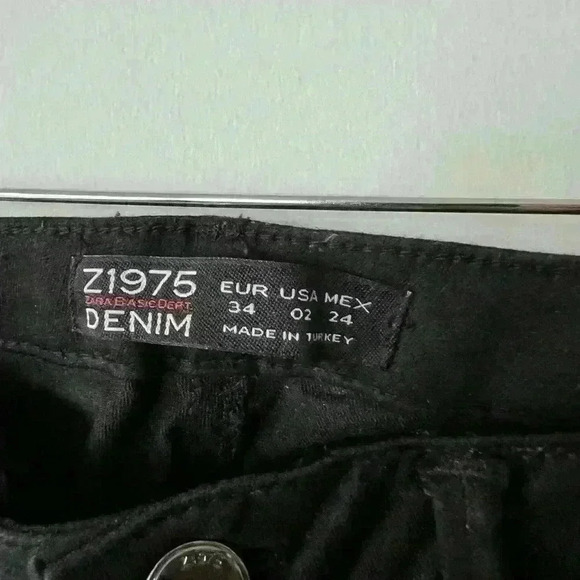 Z1975
ZARA BASIC DEPT.
DENIM
EUR USA MEX
34 02 24
MADE IN TURKEY